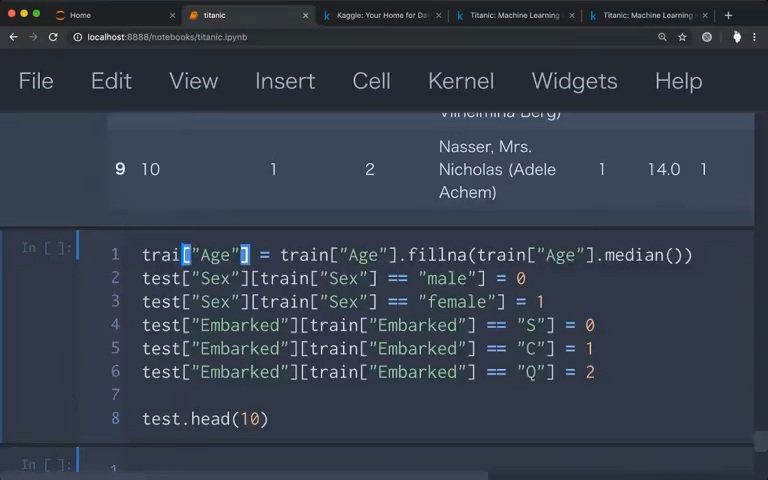 Home
titanic
Kaggle: Your Home for Da
Titanic: Machine Learning
Titanic: Machine Learning
localhost:8888/notebooks/titanic.ipynb
File Edit View Insert Cell Kernel Widgets Help
Vilhelmina Berg)
9 10 1 2 Nasser, Mrs. Nicholas (Adele Achem) 1 14.0 1
In [ ]:
1 trai["Age"] = train["Age"].fillna(train["Age"].median())
2 test["Sex"][train["Sex"] == "male"] = 0
3 test["Sex"][train["Sex"] == "female"] = 1
4 test["Embarked"][train["Embarked"] == "S"] = 0
5 test["Embarked"][train["Embarked"] == "C"] = 1
6 test["Embarked"][train["Embarked"] == "Q"] = 2
7
8 test.head(10)
In [ ]:
1